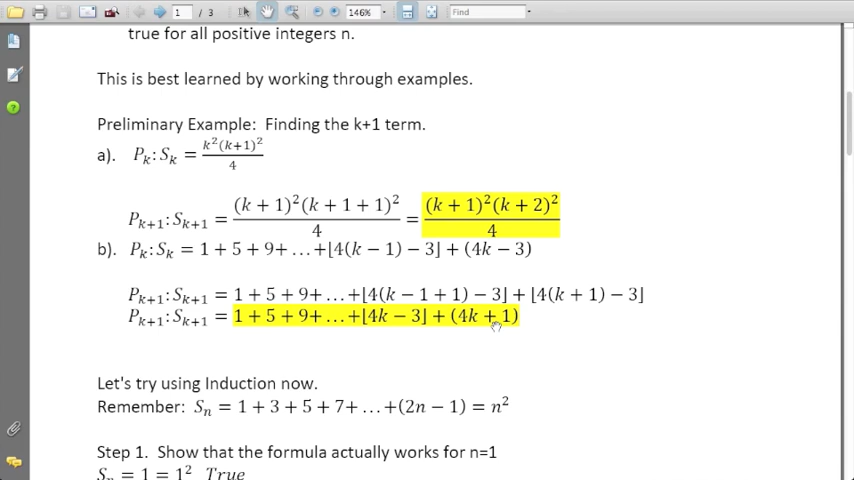 1 / 3 146% Find
true for all positive integers n.
This is best learned by working through examples.
Preliminary Example: Finding the k+1 term.
a). P_k: S_k = k²(k+1)²/4
P_{k+1}: S_{k+1} = (k + 1)²(k + 1 + 1)²/4 = (k + 1)²(k + 2)²/4
b). P_k: S_k = 1 + 5 + 9+ …+⌊4(k − 1) − 3⌋ + (4k − 3)
P_{k+1}: S_{k+1} = 1 + 5 + 9+ …+⌊4(k − 1 + 1) − 3⌋ + ⌊4(k + 1) − 3⌋
P_{k+1}: S_{k+1} = 1 + 5 + 9+ …+⌊4k − 3⌋ + (4k + 1)
Let's try using Induction now.
Remember: S_n = 1 + 3 + 5 + 7+ …+(2n − 1) = n²
Step 1. Show that the formula actually works for n=1
S_n = 1 = 1² True